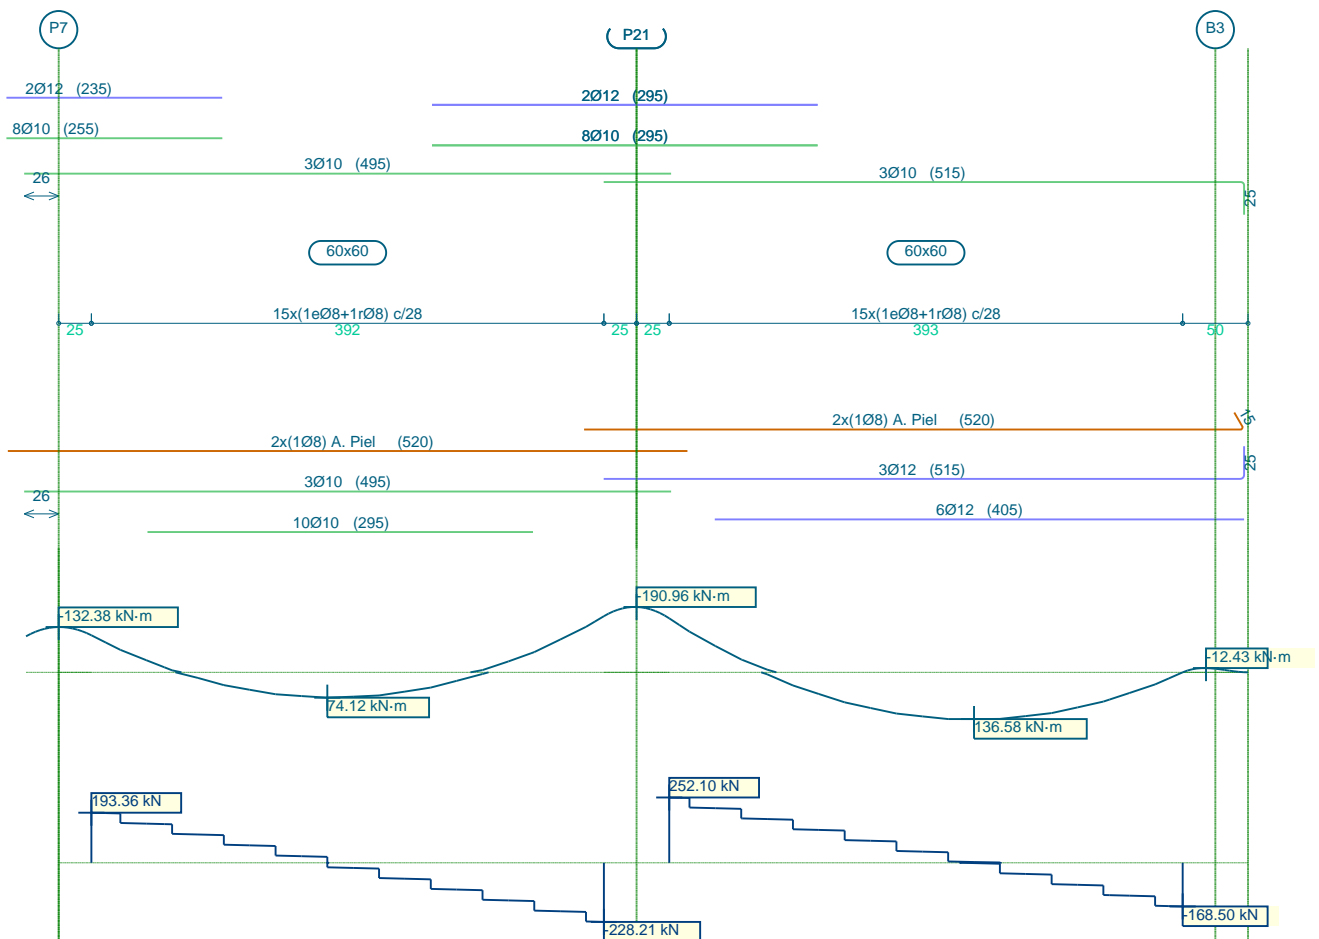 P7
P21
B3
2Ø12 (235)
2Ø12 (295)
8Ø10 (255)
8Ø10 (295)
3Ø10 (495)
3Ø10 (515)
26
25
60x60
60x60
15x(1eØ8+1rØ8) c/28
15x(1eØ8+1rØ8) c/28
25
392
25
25
393
50
2x(1Ø8) A. Piel (520)
15
2x(1Ø8) A. Piel (520)
3Ø12 (515)
25
3Ø10 (495)
26
6Ø12 (405)
10Ø10 (295)
-190.96 kN·m
-132.38 kN·m
-12.43 kN·m
74.12 kN·m
136.58 kN·m
252.10 kN
193.36 kN
-168.50 kN
-228.21 kN